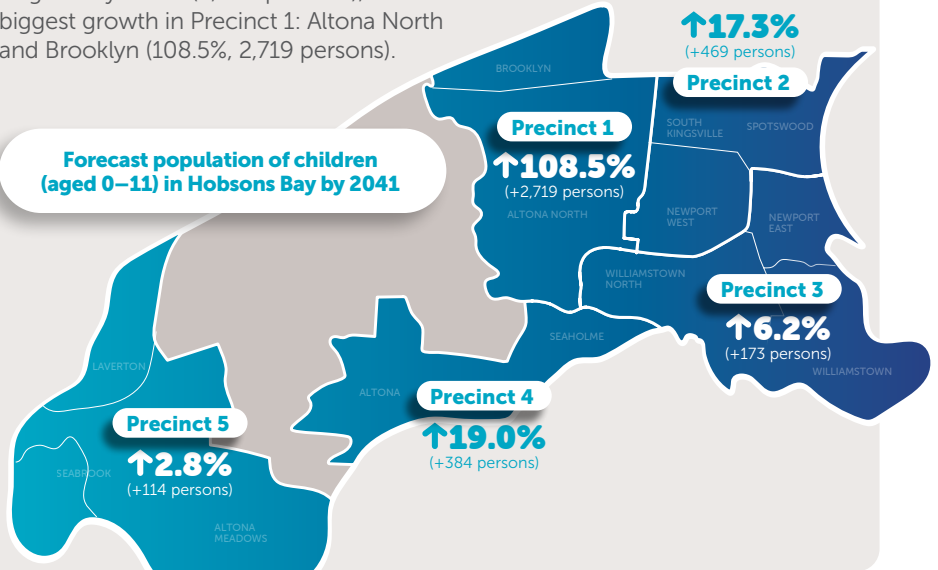 biggest growth in Precinct 1: Altona North
and Brooklyn (108.5%, 2,719 persons).
↑17.3%
(+469 persons)
Precinct 2
BROOKLYN
Precinct 1
↑108.5%
(+2,719 persons)
ALTONA NORTH
SOUTH
KINGSVILLE
SPOTSWOOD
Forecast population of children
(aged 0–11) in Hobsons Bay by 2041
NEWPORT
WEST
NEWPORT
EAST
WILLIAMSTOWN
NORTH
Precinct 3
↑6.2%
(+173 persons)
WILLIAMSTOWN
SEAHOLME
LAVERTON
ALTONA
Precinct 4
↑19.0%
(+384 persons)
Precinct 5
↑2.8%
(+114 persons)
SEABROOK
ALTONA
MEADOWS